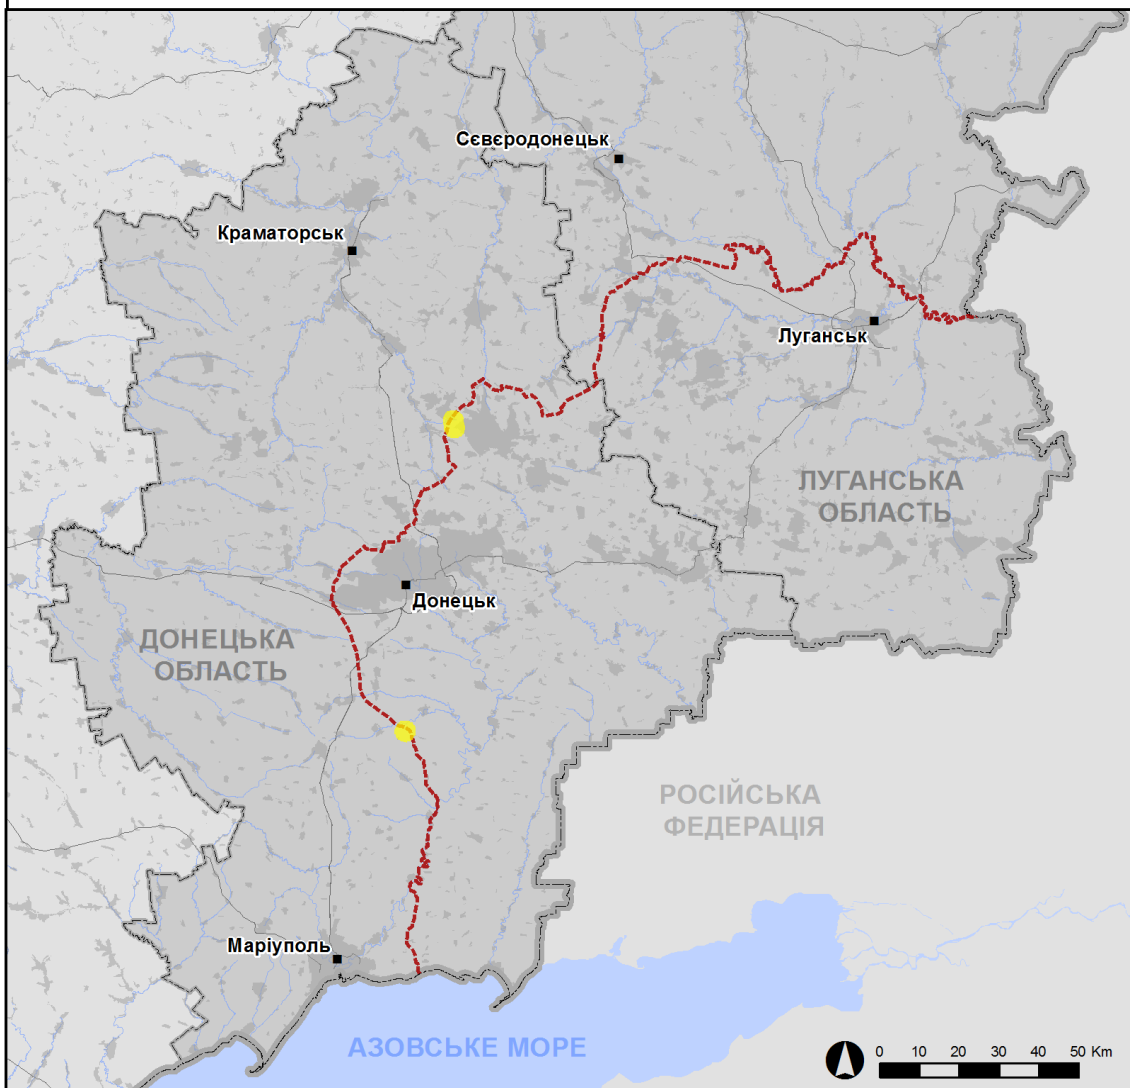 Сєвєродонецьк
Краматорськ
Луганськ
ЛУГАНСЬКА
ОБЛАСТЬ
Донецьк
ДОНЕЦЬКА
ОБЛАСТЬ
РОСІЙСЬКА
ФЕДЕРАЦІЯ
Маріуполь
АЗОВСЬКЕ МОРЕ
0 10 20 30 40 50 Km